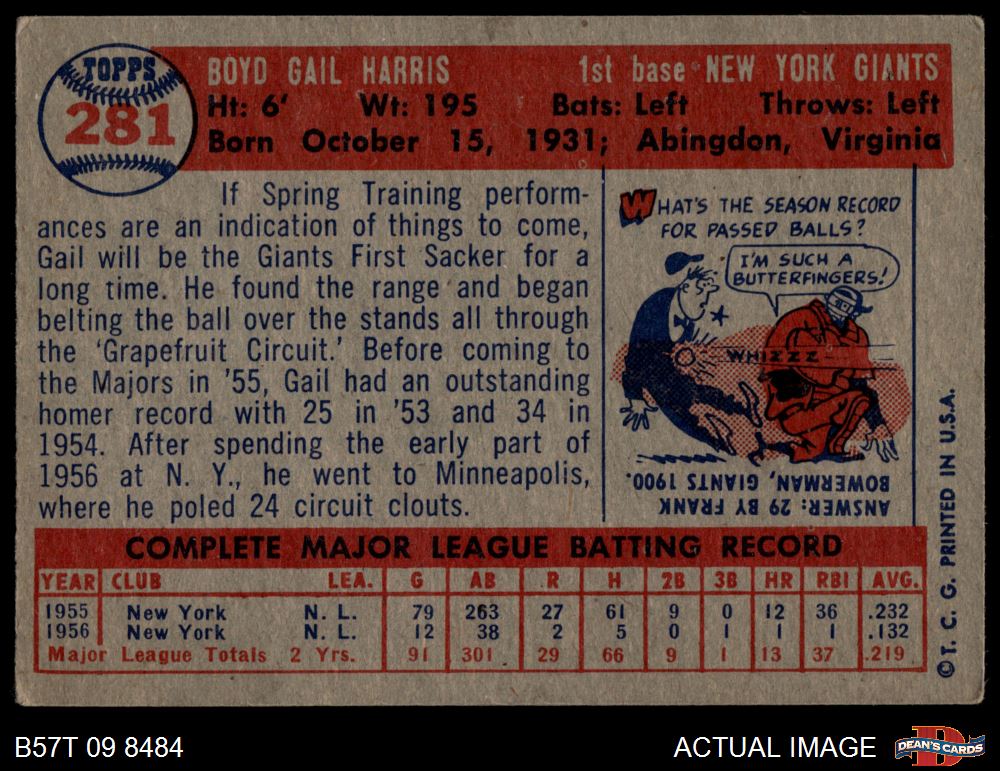 TOPPS
281
BOYD GAIL HARRIS 1st base NEW YORK GIANTS
Ht: 6' Wt: 195 Bats: Left Throws: Left
Born October 15, 1931; Abingdon, Virginia
If Spring Training perform-
ances are an indication of things to come,
Gail will be the Giants First Sacker for a
long time. He found the range and began
belting the ball over the stands all through
the 'Grapefruit Circuit.' Before coming to
the Majors in '55, Gail had an outstanding
homer record with 25 in '53 and 34 in
1954. After spending the early part of
1956 at N. Y., he went to Minneapolis,
where he poled 24 circuit clouts.
WHAT'S THE SEASON RECORD
FOR PASSED BALLS?
I'M SUCH A
BUTTERFINGERS!
WHIZZZ
ANSWER: 29 BY FRANK
BOWERMAN, GIANTS 1900.
COMPLETE MAJOR LEAGUE BATTING RECORD
YEAR CLUB LEA. G AB R H 2B 3B HR RBI AVG.
1955 New York N. L. 79 263 27 61 9 0 12 36 .232
1956 New York N. L. 12 38 2 5 0 1 1 1 .132
Major League Totals 2 Yrs. 91 301 29 66 9 1 13 37 .219
©T. C. G. PRINTED IN U.S.A.
B57T 09 8484
ACTUAL IMAGE
D
DEAN'S CARDS